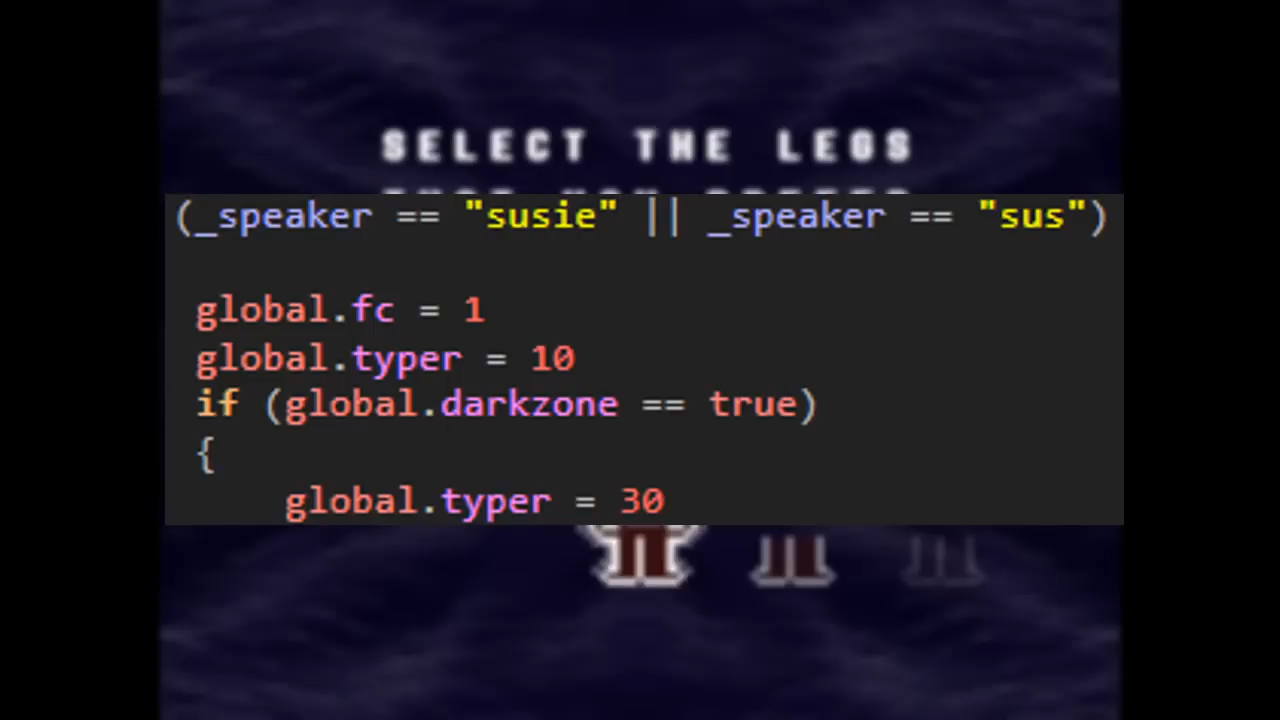 SELECT THE LEGS
(_speaker == "susie" || _speaker == "sus")
global.fc = 1
global.typer = 10
if (global.darkzone == true)
{
global.typer = 30